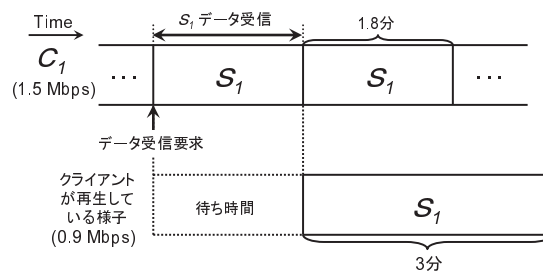 Time
S1 データ受信
1.8分
C1
(1.5 Mbps)
... S1 S1 ...
データ受信要求
クライアント
が再生して
いる様子
(0.9 Mbps)
待ち時間
S1
3分